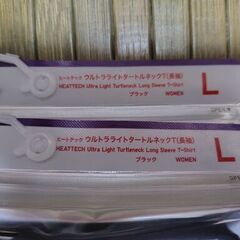 ヒートテック ウルトラライトタートルネックT(長袖)
HEATTECH Ultra Light Turtleneck Long Sleeve T-Shirt
ブラック WOMEN
L
OPEN
ヒートテック ウルトラライトタートルネックT(長袖)
HEATTECH Ultra Light Turtleneck Long Sleeve T-Shirt
ブラック WOMEN
L